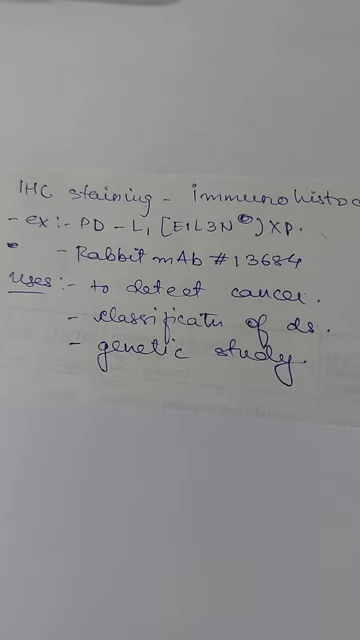 IHC staining - immunohistoc
- ex :- PD - L1 [E1L3N®) XP.
- Rabbit mAb #13684
Uses :- to detect cancer.
- classificatn of ds.
- genetic study.